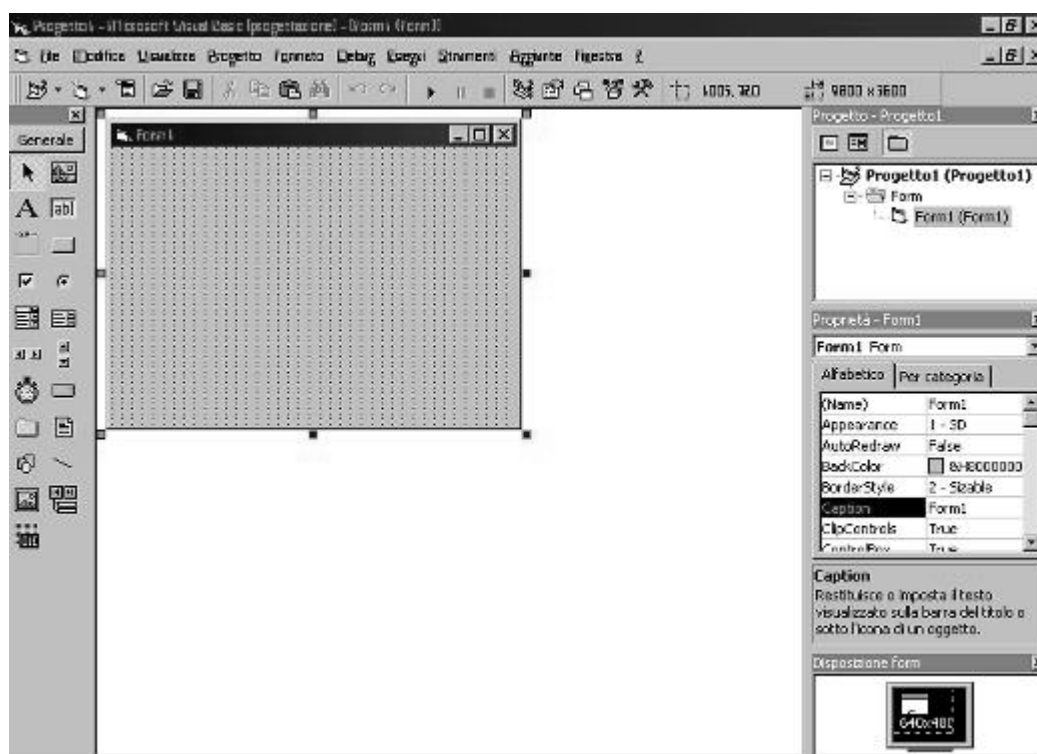 Progetto1 - Microsoft Visual Basic [progettazione] - [Form1 (Form)]
File Modifica Visualizza Progetto Formato Debug Esegui Strumenti Aggiunte Finestra ?
9800 x 3600
Generale
A
ab
Form1
Progetto - Progetto1
Progetto1 (Progetto1)
Form
Form1 (Form1)
Proprietà - Form1
Form1 Form
Alfabetico Per categoria
(Name) Form1
Appearance 1 - 3D
AutoRedraw False
BackColor &H8000000
BorderStyle 2 - Sizable
Caption Form1
ClipControls True
ControlBox True
Caption
Restituisce o imposta il testo
visualizzato sulla barra del titolo o
sotto l'icona di un oggetto.
Disposizione form
640x480